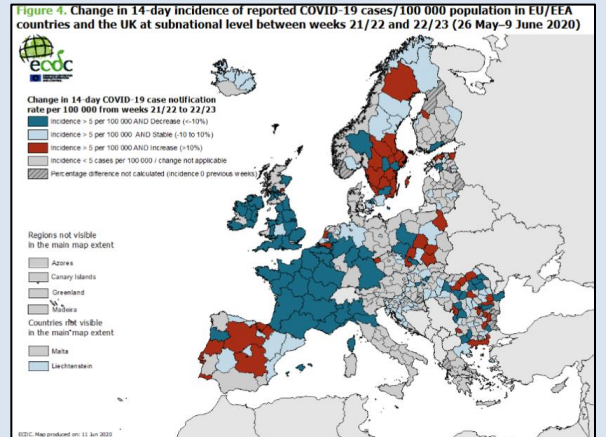 Figure 4. Change in 14-day incidence of reported COVID-19 cases/100 000 population in EU/EEA
countries and the UK at subnational level between weeks 21/22 and 22/23 (26 May–9 June 2020)
ecdc
Change in 14-day COVID-19 case notification
rate per 100 000 from weeks 21/22 to 22/23
Incidence > 5 per 100 000 AND Decrease (<-10%)
Incidence > 5 per 100 000 AND Stable (-10 to 10%)
Incidence > 5 per 100 000 AND Increase (>10%)
Incidence < 5 cases per 100 000 / change not applicable
Percentage difference not calculated (incidence 0 previous weeks)
Regions not visible
in the main map extent
Azores
Canary Islands
Greenland
Madeira
Countries not visible
in the main map extent
Malta
Liechtenstein
ECDC. Map produced on: 11 Jun 2020